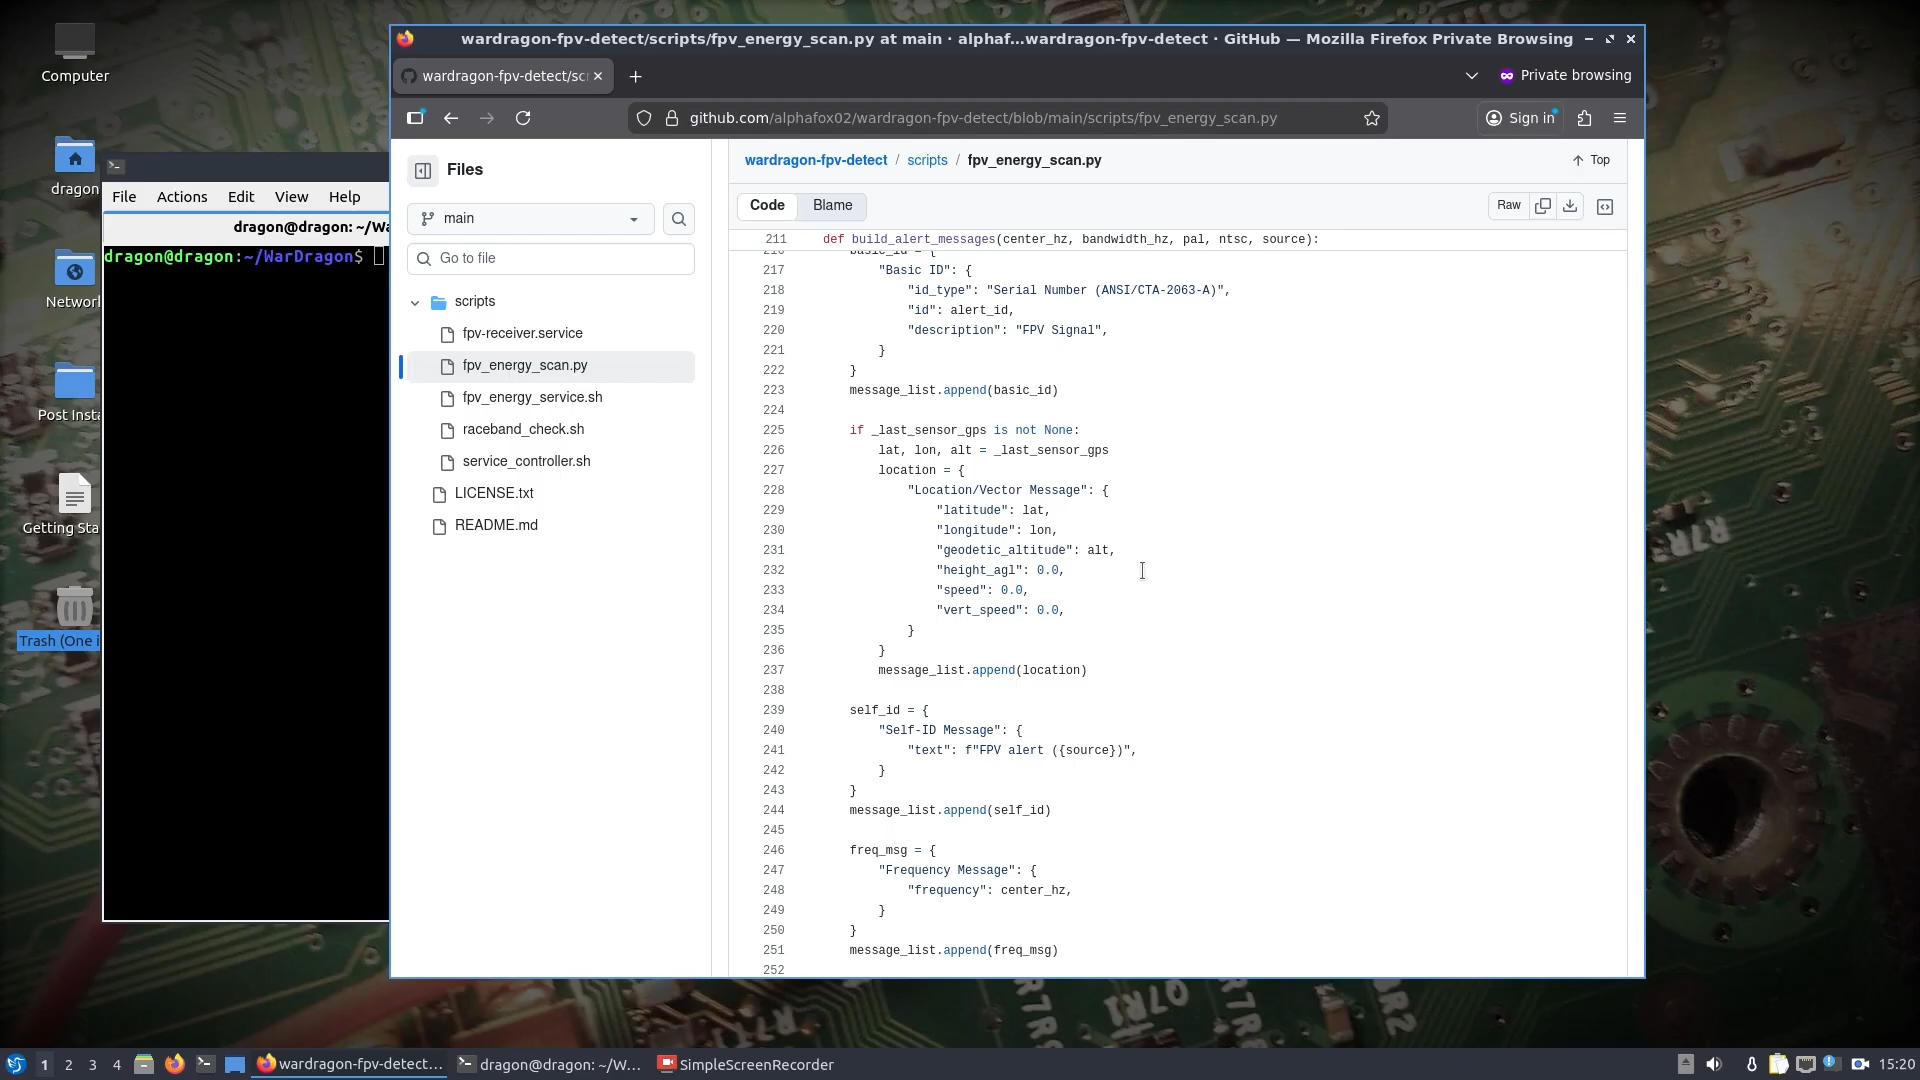 Computer
dragon
Network
Post Insta
Getting Sta
Trash (One i
File Actions Edit View Help
dragon@dragon: ~/Wa
dragon@dragon:~/WarDragon$
wardragon-fpv-detect/scripts/fpv_energy_scan.py at main · alphaf…wardragon-fpv-detect · GitHub — Mozilla Firefox Private Browsing
wardragon-fpv-detect/sc
Private browsing
github.com/alphafox02/wardragon-fpv-detect/blob/main/scripts/fpv_energy_scan.py
Sign in
Files
main
Go to file
scripts
fpv-receiver.service
fpv_energy_scan.py
fpv_energy_service.sh
raceband_check.sh
service_controller.sh
LICENSE.txt
README.md
wardragon-fpv-detect / scripts / fpv_energy_scan.py
Top
Code Blame
Raw
211 def build_alert_messages(center_hz, bandwidth_hz, pal, ntsc, source):
216 basic_id = {
217 "Basic ID": {
218 "id_type": "Serial Number (ANSI/CTA-2063-A)",
219 "id": alert_id,
220 "description": "FPV Signal",
221 }
222 }
223 message_list.append(basic_id)
224
225 if _last_sensor_gps is not None:
226 lat, lon, alt = _last_sensor_gps
227 location = {
228 "Location/Vector Message": {
229 "latitude": lat,
230 "longitude": lon,
231 "geodetic_altitude": alt,
232 "height_agl": 0.0,
233 "speed": 0.0,
234 "vert_speed": 0.0,
235 }
236 }
237 message_list.append(location)
238
239 self_id = {
240 "Self-ID Message": {
241 "text": f"FPV alert ({source})",
242 }
243 }
244 message_list.append(self_id)
245
246 freq_msg = {
247 "Frequency Message": {
248 "frequency": center_hz,
249 }
250 }
251 message_list.append(freq_msg)
252
1 2 3 4
wardragon-fpv-detect...
dragon@dragon: ~/W...
SimpleScreenRecorder
15:20